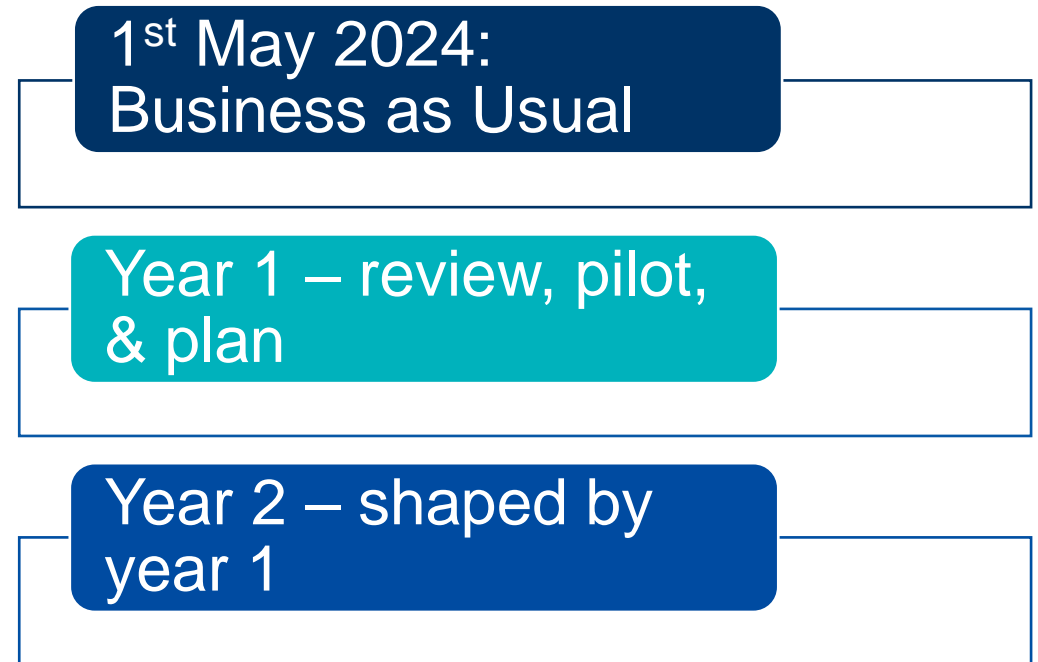 1st May 2024:
Business as Usual
Year 1 – review, pilot,
& plan
Year 2 – shaped by
year 1